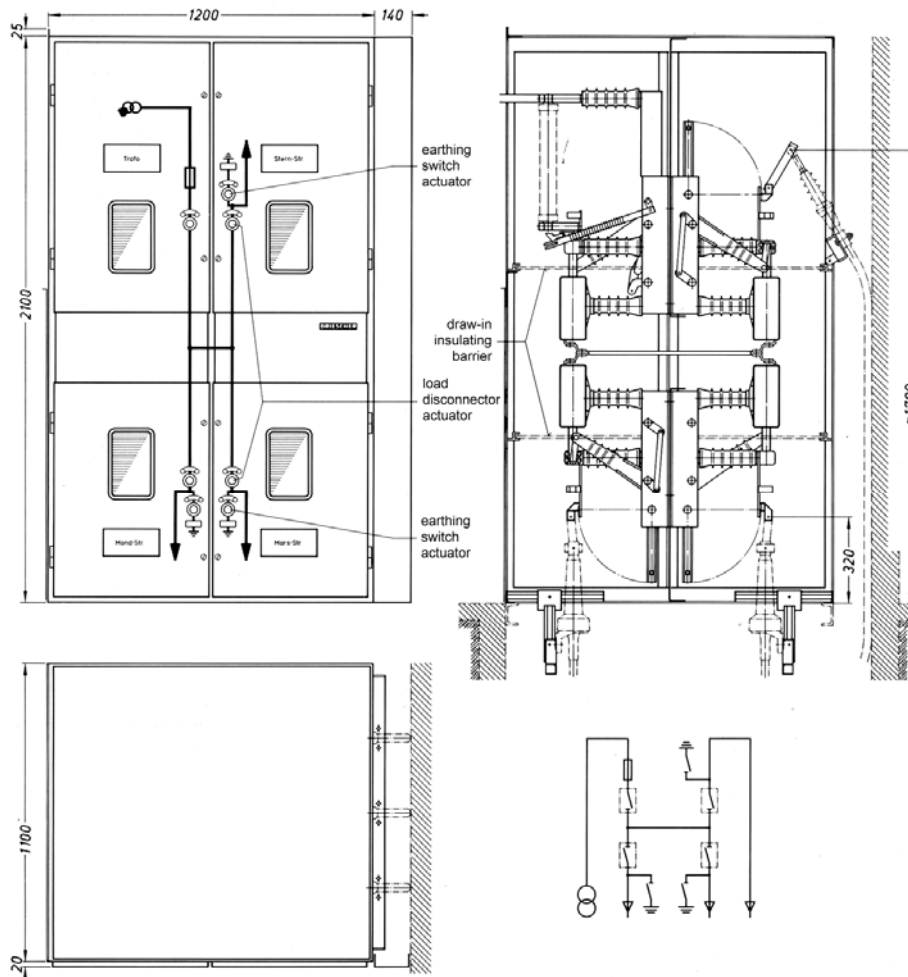 1200
140
25
2100
Trafo
Stern-Str
earthing
switch
actuator
draw-in
insulating
barrier
load
disconnector
actuator
Mond-Str
Mars-Str
earthing
switch
actuator
320
1100
20